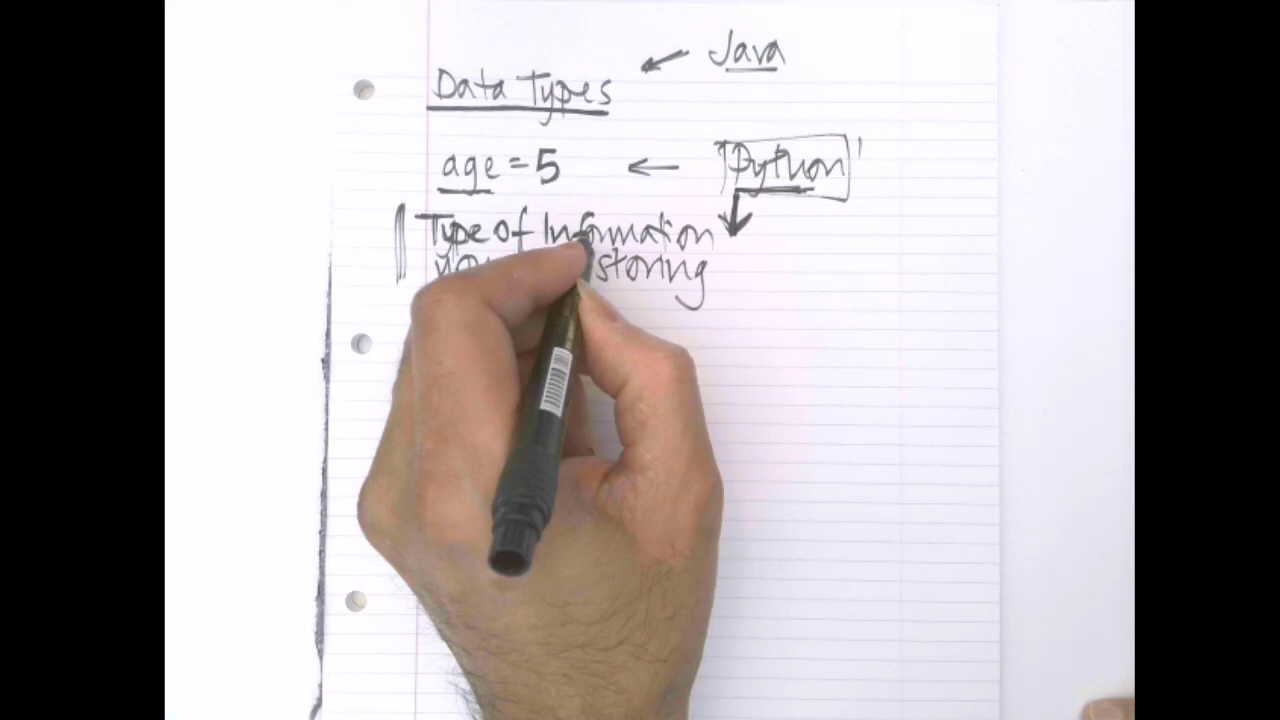 Java
Data Types
age = 5 ← Python
Type of Information
storing